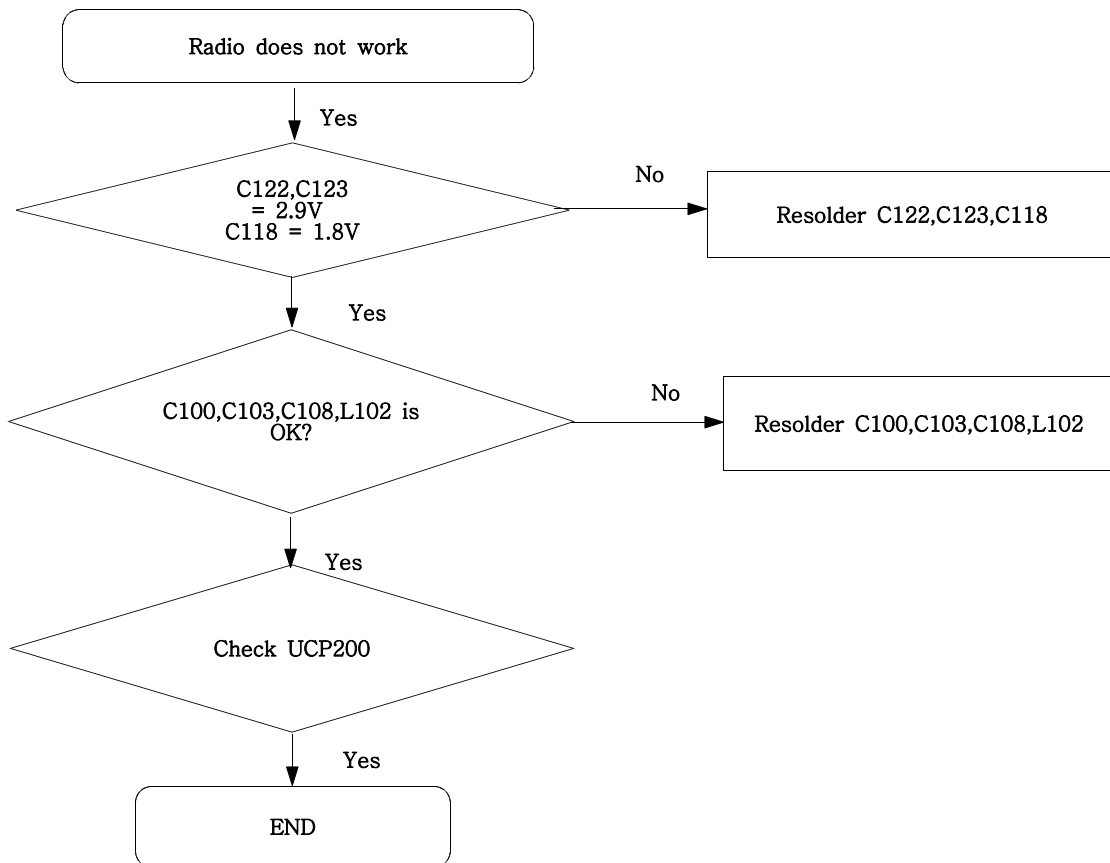 Radio does not work
Yes
C122,C123
= 2.9V
C118 = 1.8V
No
Resolder C122,C123,C118
Yes
C100,C103,C108,L102 is
OK?
No
Resolder C100,C103,C108,L102
Yes
Check UCP200
Yes
END